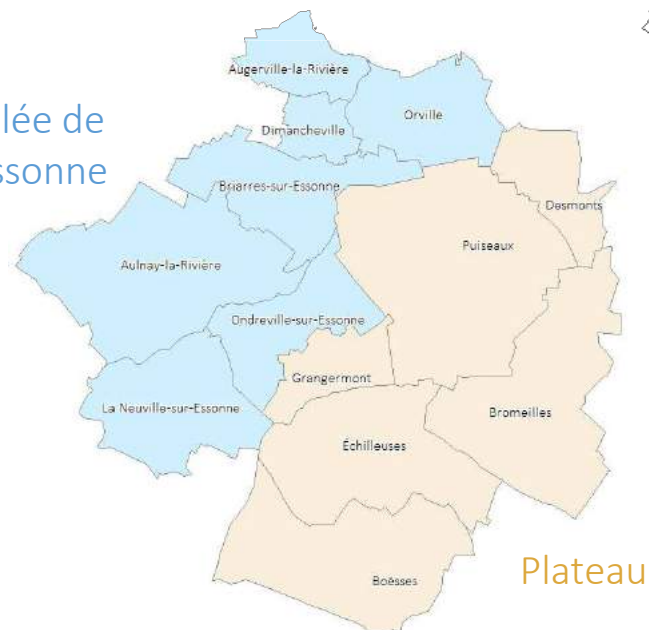 Augerville-la-Rivière
lée de
Orville
Dimancheville
ssonne
Briarres-sur-Essonne
Desmonts
Puiseaux
Aulnay-la-Rivière
Ondreville-sur-Essonne
Grangermont
La Neuville-sur-Essonne
Bromeilles
Échilleuses
Plateau
Boësses